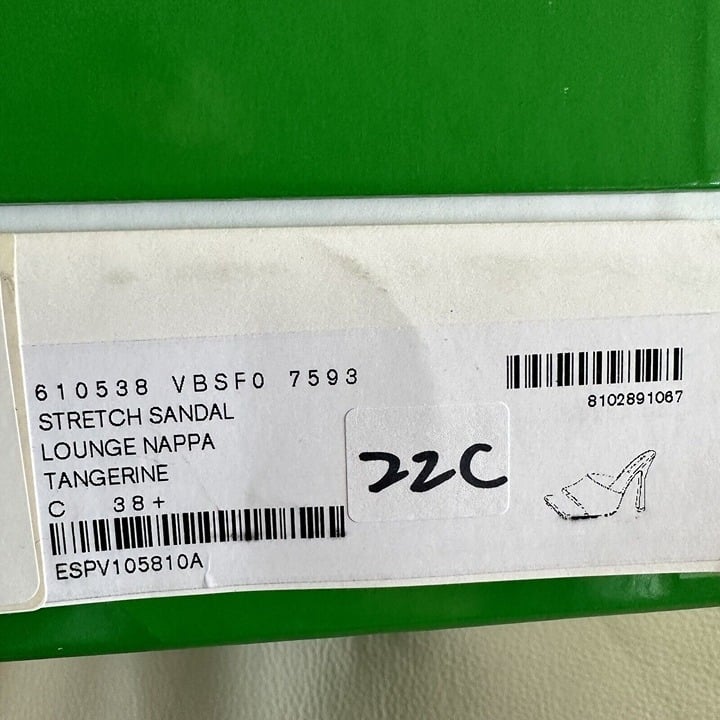 610538 VBSF0 7593
STRETCH SANDAL
LOUNGE NAPPA
TANGERINE
C 38+
ESPV105810A
22C
8102891067